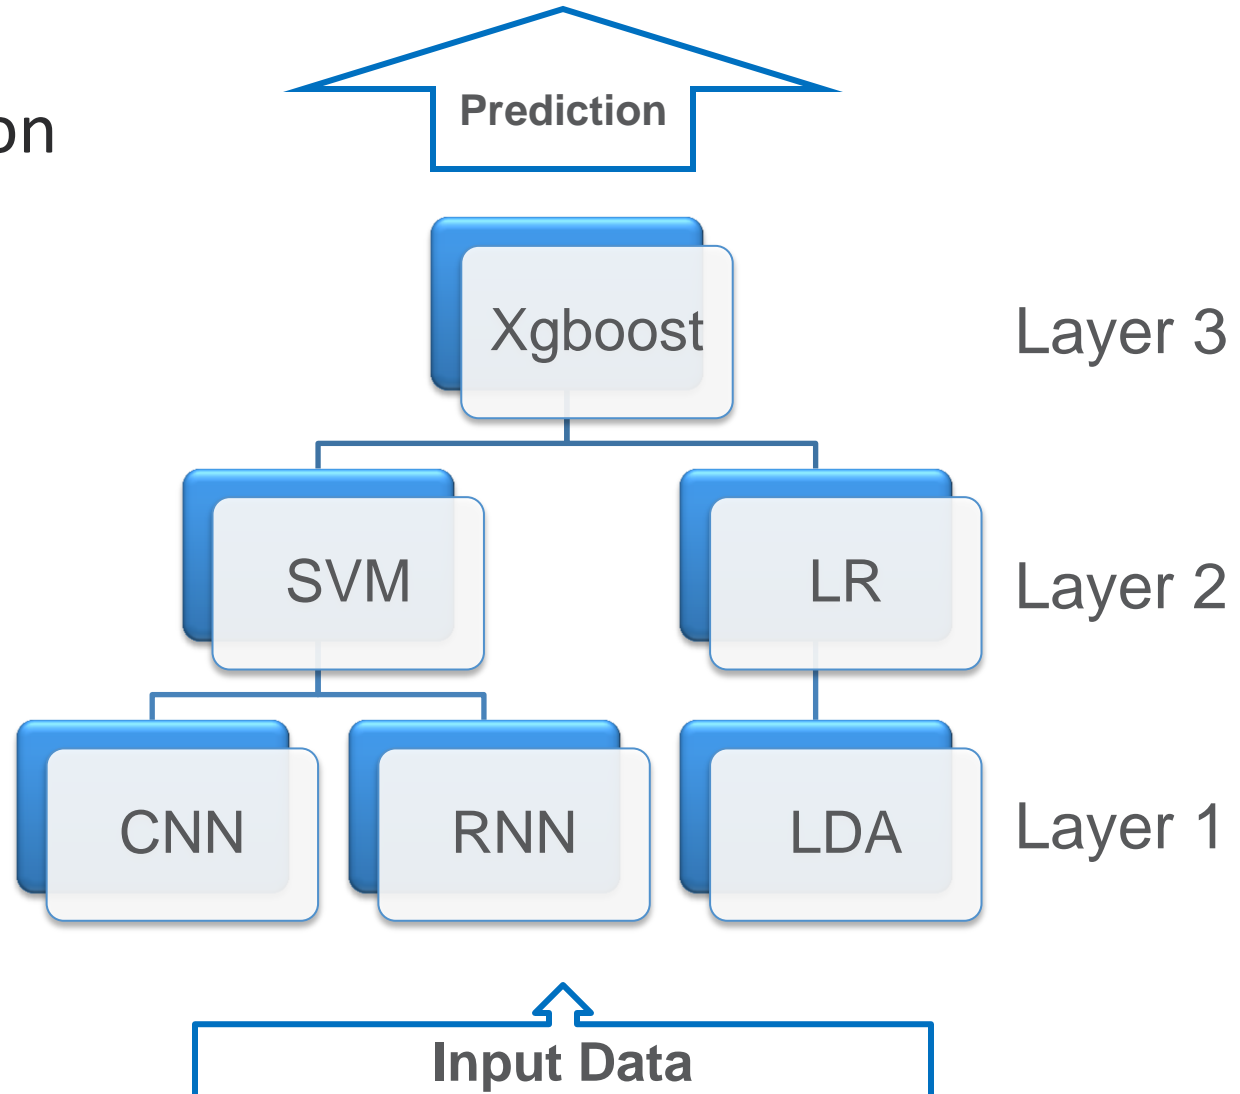 Prediction
on
Xgboost
Layer 3
SVM
LR
Layer 2
CNN
RNN
LDA
Layer 1
Input Data